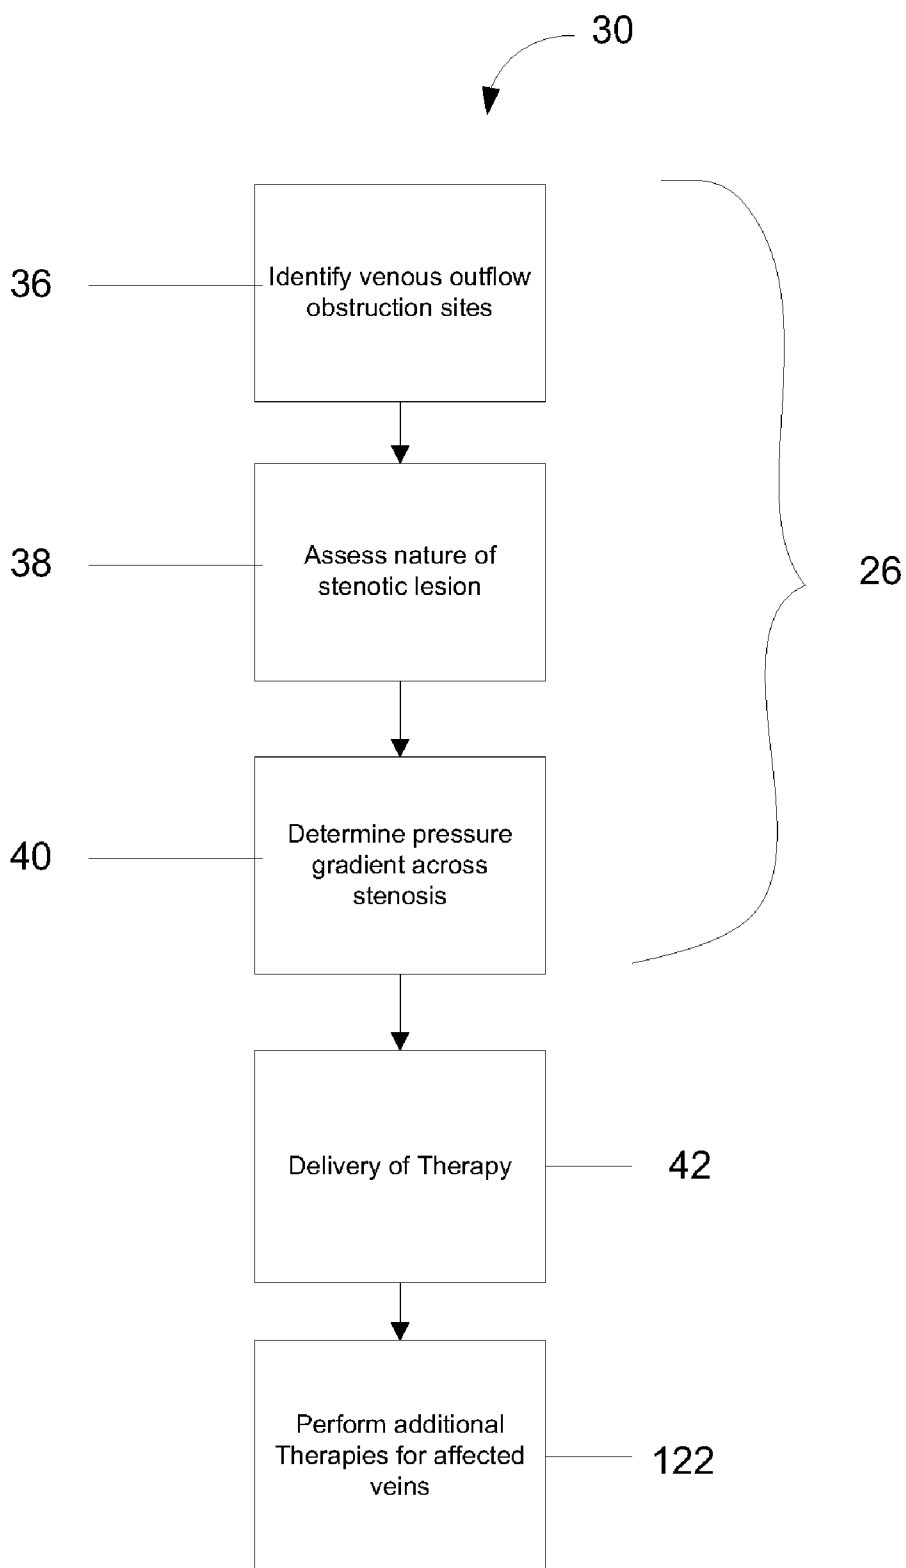 30
36
Identify venous outflow
obstruction sites
38
Assess nature of
stenotic lesion
26
40
Determine pressure
gradient across
stenosis
Delivery of Therapy
42
Perform additional
Therapies for affected
veins
122